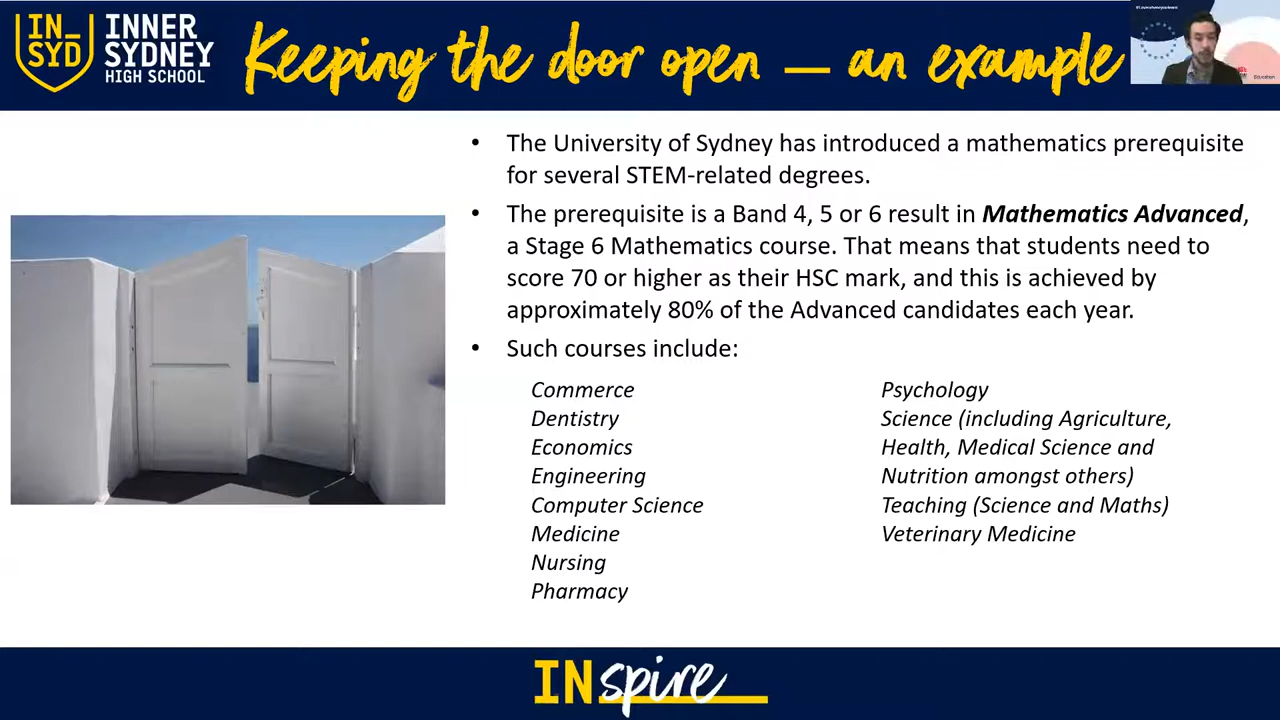 IN_
SYD
INNER
SYDNEY
HIGH SCHOOL
Keeping the door open – an example
Education
• The University of Sydney has introduced a mathematics prerequisite
for several STEM-related degrees.
• The prerequisite is a Band 4, 5 or 6 result in Mathematics Advanced,
a Stage 6 Mathematics course. That means that students need to
score 70 or higher as their HSC mark, and this is achieved by
approximately 80% of the Advanced candidates each year.
• Such courses include:
Commerce
Dentistry
Economics
Engineering
Computer Science
Medicine
Nursing
Pharmacy
Psychology
Science (including Agriculture,
Health, Medical Science and
Nutrition amongst others)
Teaching (Science and Maths)
Veterinary Medicine
INspire